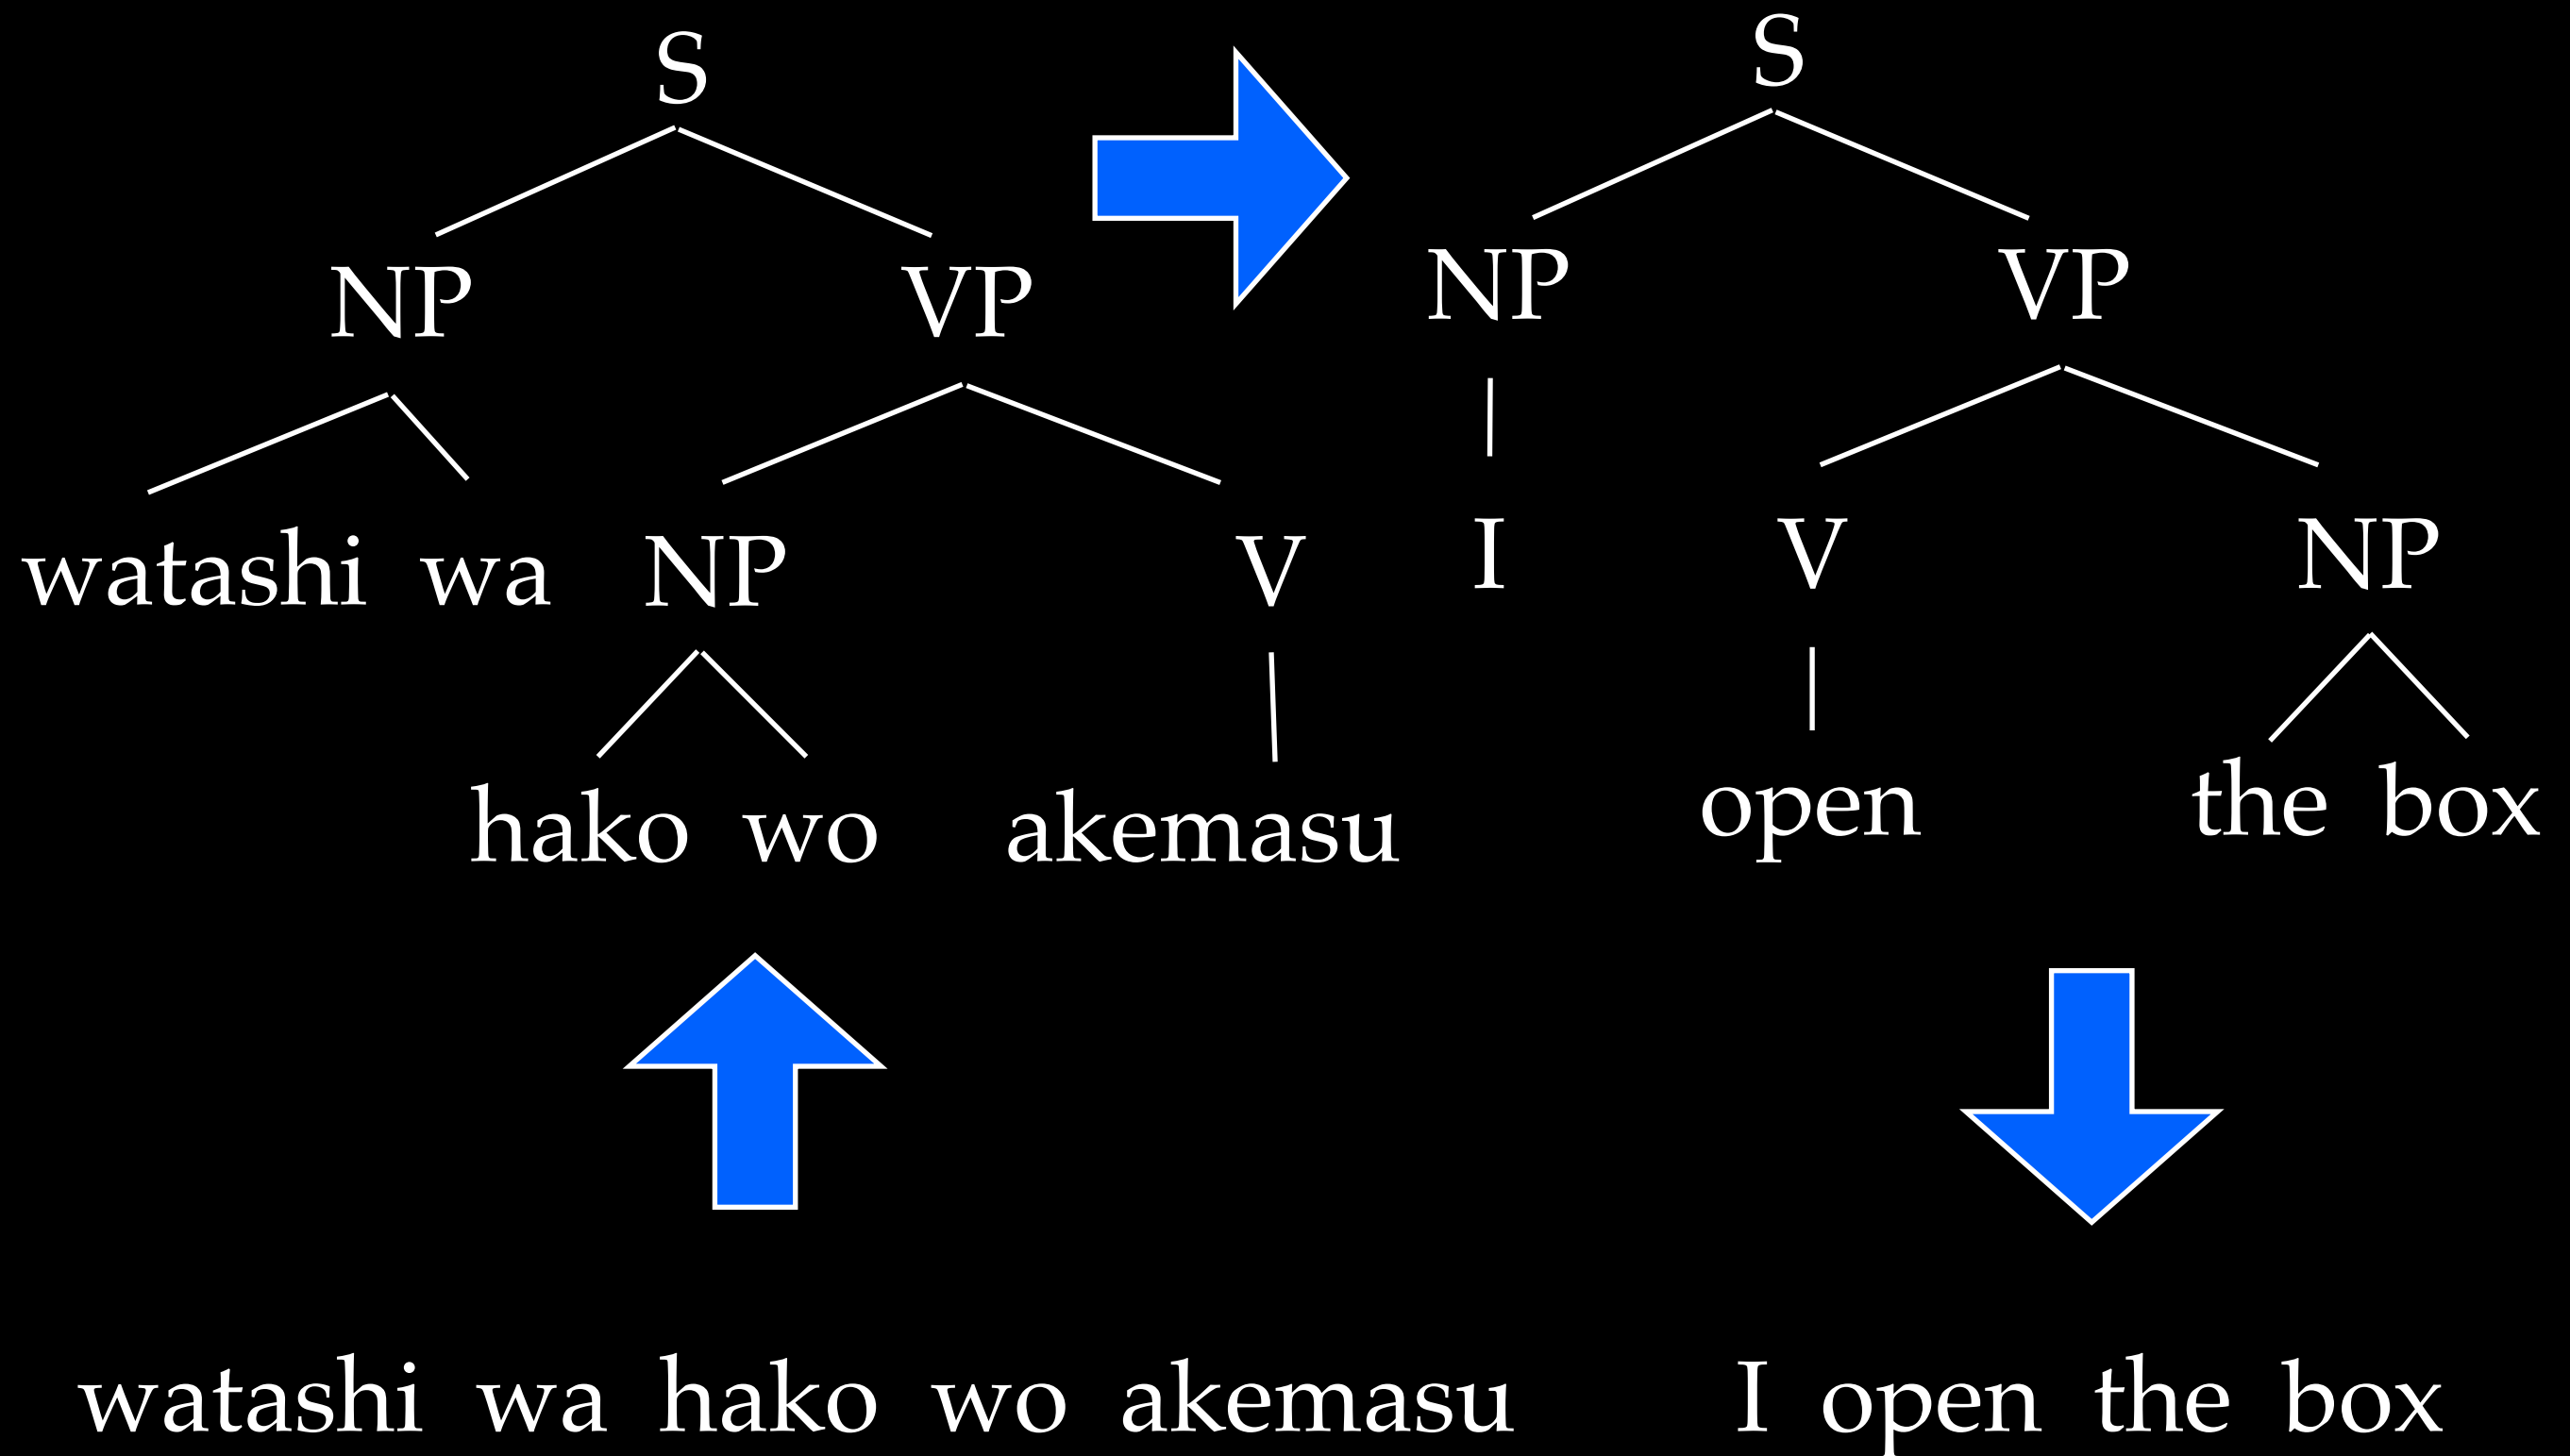 S
S
NP VP
NP VP
watashi wa NP V
I V NP
hako wo akemasu
open the box
watashi wa hako wo akemasu
I open the box